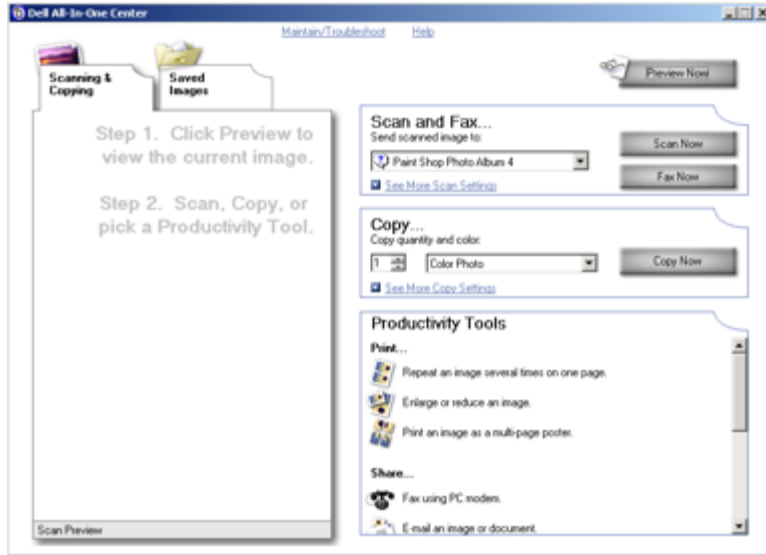 Dell All-In-One Center
Maintain/Troubleshoot Help
Scanning &
Copying
Saved
Images
Preview Now
Step 1. Click Preview to
view the current image.
Step 2. Scan, Copy, or
pick a Productivity Tool.
Scan Preview
Scan and Fax...
Send scanned image to:
Paint Shop Photo Album 4
See More Scan Settings
Scan Now
Fax Now
Copy...
Copy quantity and color:
1 Color Photo
See More Copy Settings
Copy Now
Productivity Tools
Print...
Repeat an image several times on one page.
Enlarge or reduce an image.
Print an image as a multi-page poster.
Share...
Fax using PC modem.
E-mail an image or document.